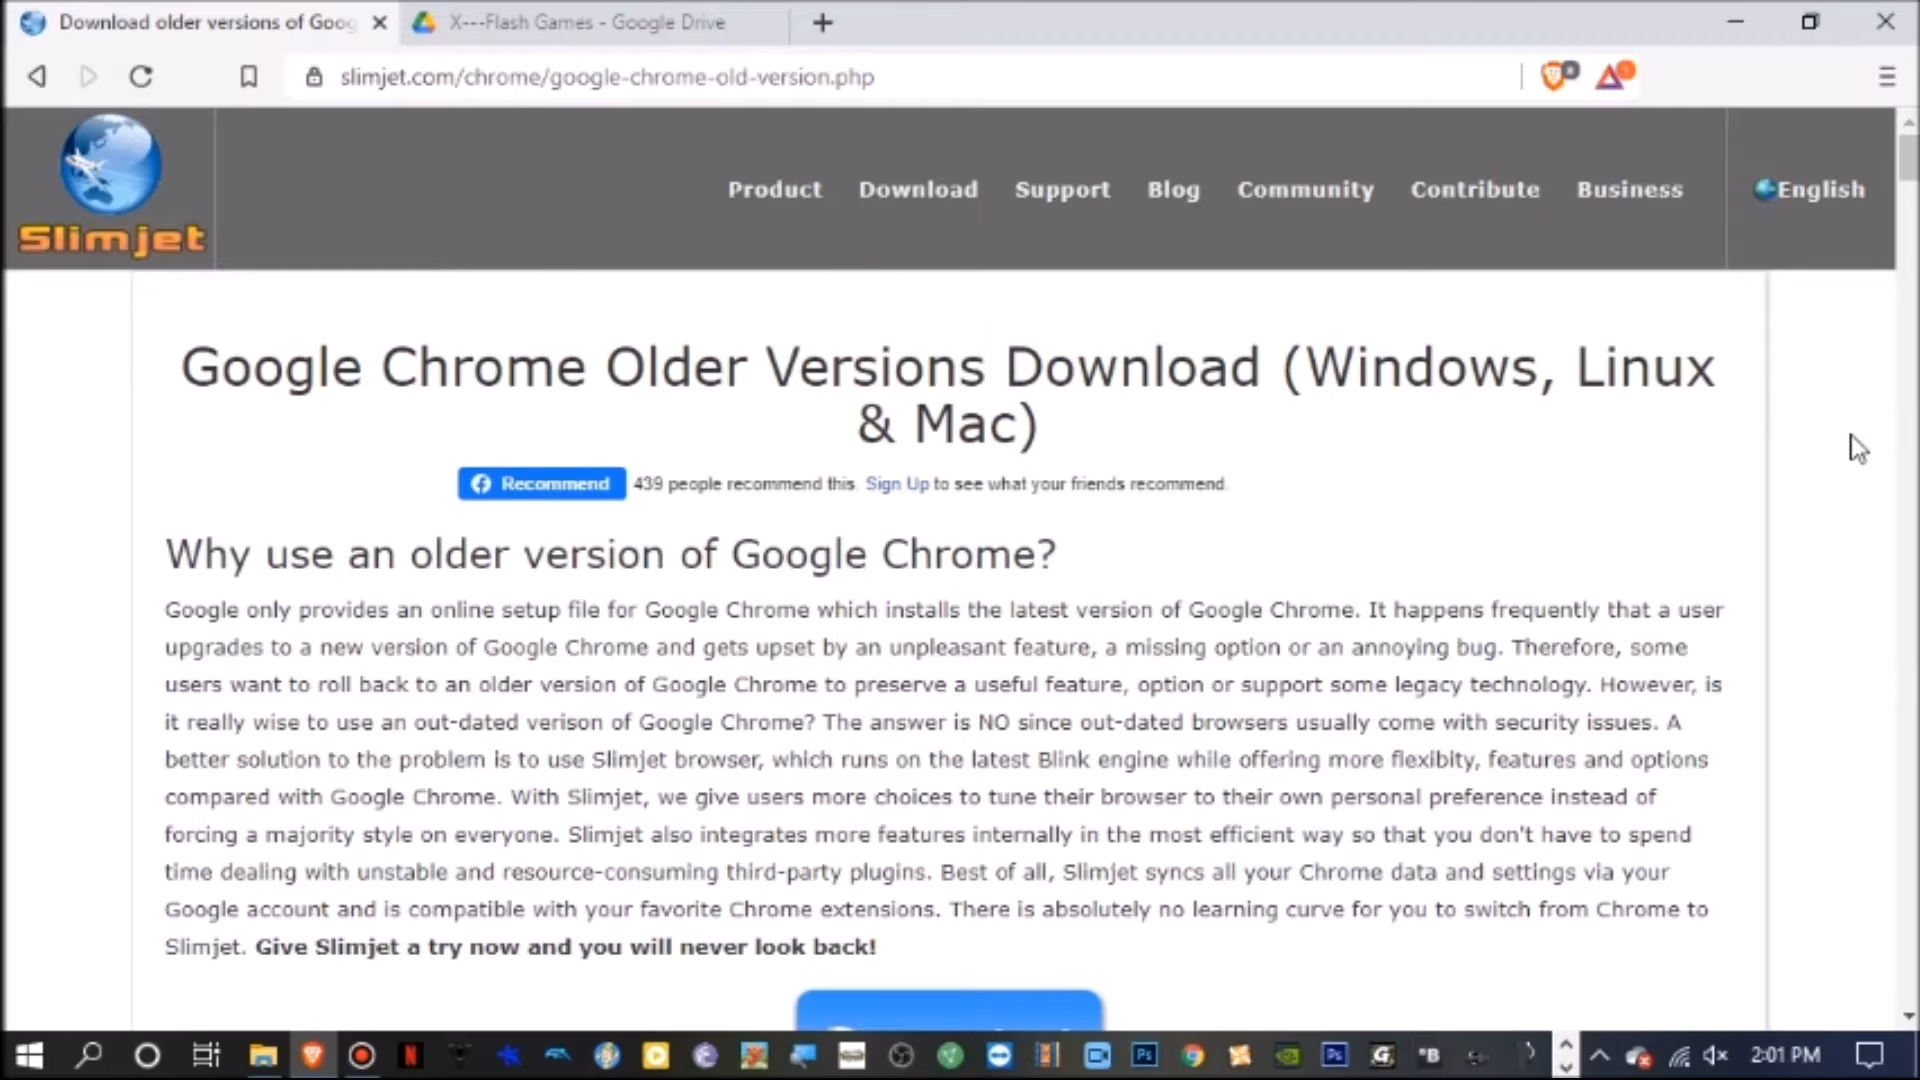 Download older versions of Goog
X---Flash Games - Google Drive
slimjet.com/chrome/google-chrome-old-version.php
Slimjet
Product Download Support Blog Community Contribute Business English
Google Chrome Older Versions Download (Windows, Linux
& Mac)
Recommend 439 people recommend this. Sign Up to see what your friends recommend.
Why use an older version of Google Chrome?
Google only provides an online setup file for Google Chrome which installs the latest version of Google Chrome. It happens frequently that a user
upgrades to a new version of Google Chrome and gets upset by an unpleasant feature, a missing option or an annoying bug. Therefore, some
users want to roll back to an older version of Google Chrome to preserve a useful feature, option or support some legacy technology. However, is
it really wise to use an out-dated verison of Google Chrome? The answer is NO since out-dated browsers usually come with security issues. A
better solution to the problem is to use Slimjet browser, which runs on the latest Blink engine while offering more flexiblty, features and options
compared with Google Chrome. With Slimjet, we give users more choices to tune their browser to their own personal preference instead of
forcing a majority style on everyone. Slimjet also integrates more features internally in the most efficient way so that you don't have to spend
time dealing with unstable and resource-consuming third-party plugins. Best of all, Slimjet syncs all your Chrome data and settings via your
Google account and is compatible with your favorite Chrome extensions. There is absolutely no learning curve for you to switch from Chrome to
Slimjet. Give Slimjet a try now and you will never look back!
N Ps Ps G B 2:01 PM